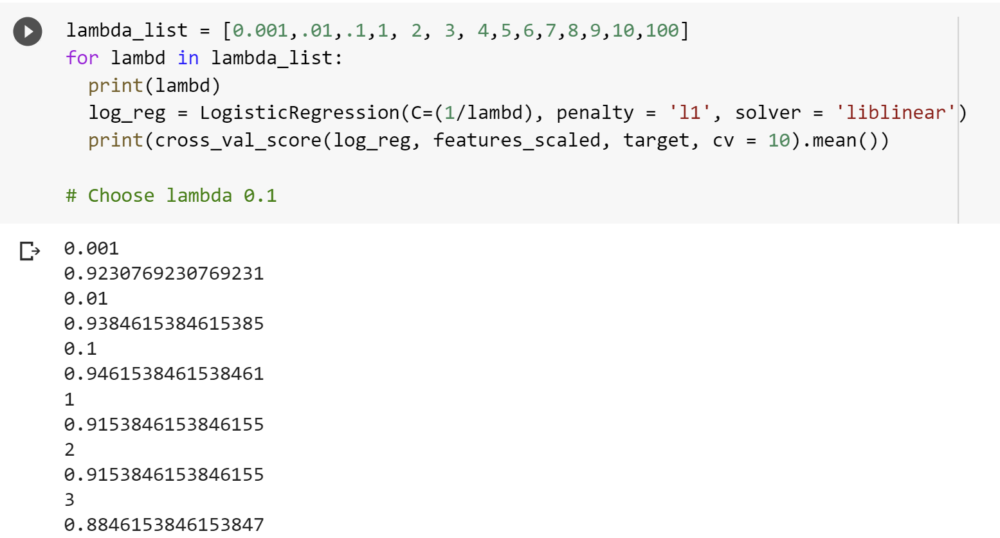 lambda_list = [0.001,.01,.1,1, 2, 3, 4,5,6,7,8,9,10,100]
for lambd in lambda_list:
  print(lambd)
  log_reg = LogisticRegression(C=(1/lambd), penalty = 'l1', solver = 'liblinear')
  print(cross_val_score(log_reg, features_scaled, target, cv = 10).mean())
# Choose lambda 0.1
0.001
0.9230769230769231
0.01
0.9384615384615385
0.1
0.9461538461538461
1
0.9153846153846155
2
0.9153846153846155
3
0.8846153846153847